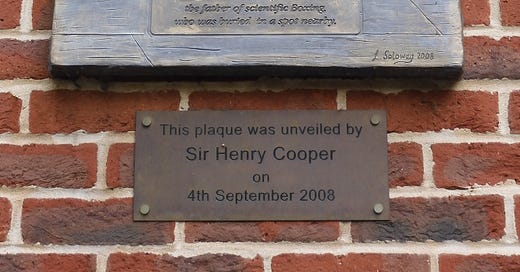 the father of scientific Boxing,
who was buried in a spot nearby.
L Soloway 2008
This plaque was unveiled by
Sir Henry Cooper
on
4th September 2008